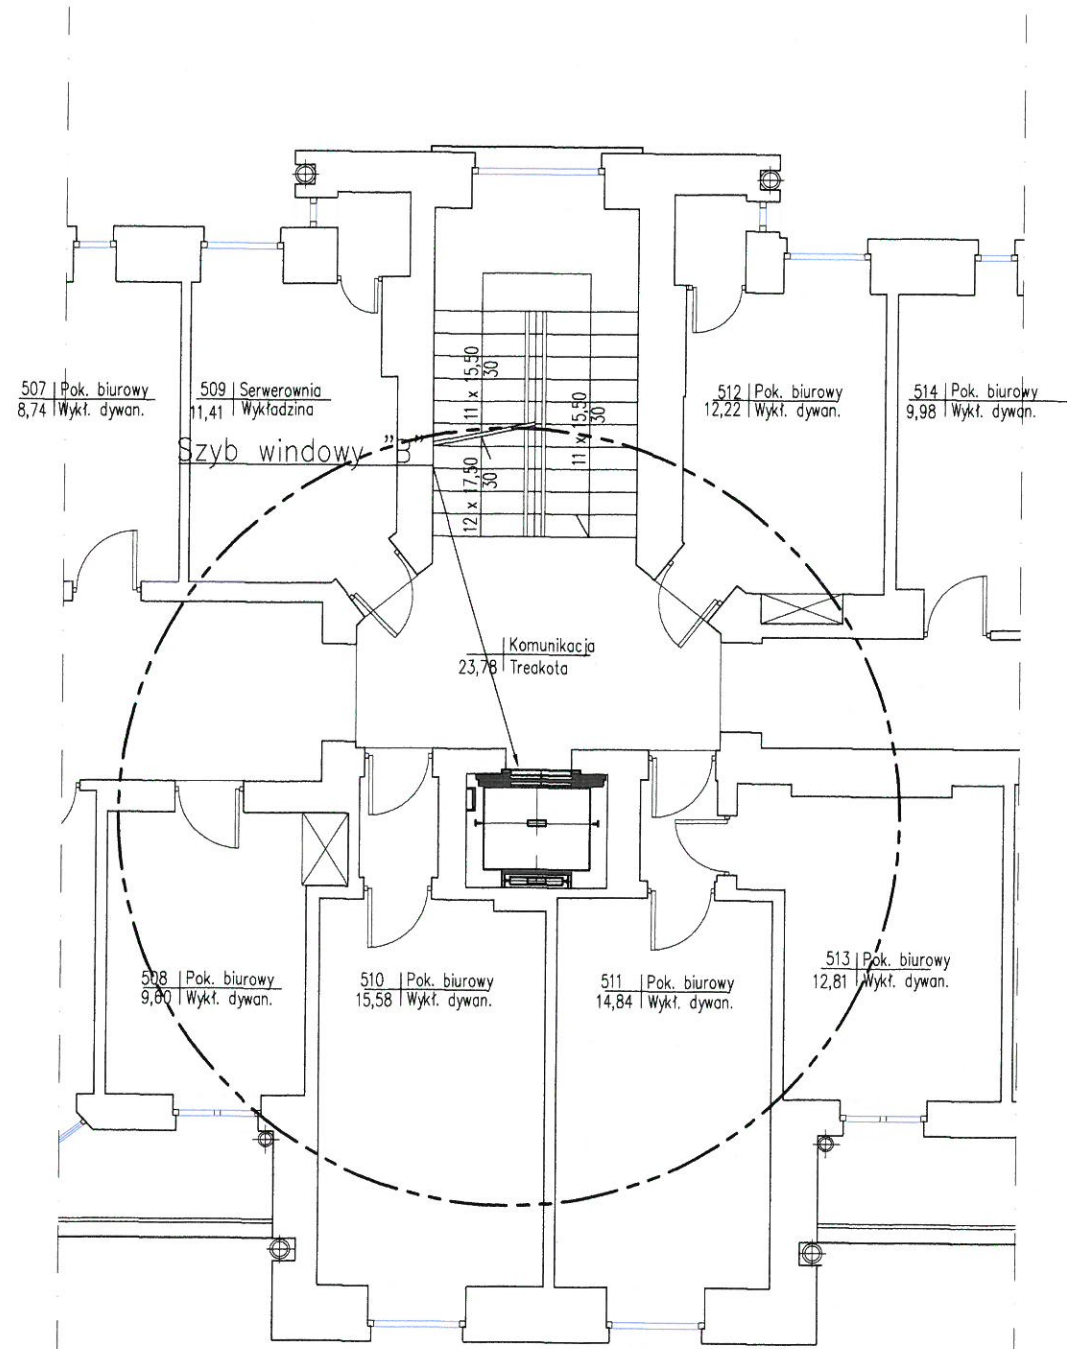 507 | Pok. biurowy
8,74 | Wykł. dywan.
509 | Serwerownia
11,41 | Wykładzina
512 | Pok. biurowy
12,22 | Wykł. dywan.
514 | Pok. biurowy
9,98 | Wykł. dywan.
Szyb windowy "B"
11 x 15,50
30
12 x 17,50
30
11 x 15,50
30
Komunikacja
23,78 | Treakota
508 | Pok. biurowy
9,60 | Wykł. dywan.
510 | Pok. biurowy
15,58 | Wykł. dywan.
511 | Pok. biurowy
14,84 | Wykł. dywan.
513 | Pok. biurowy
12,81 | Wykł. dywan.